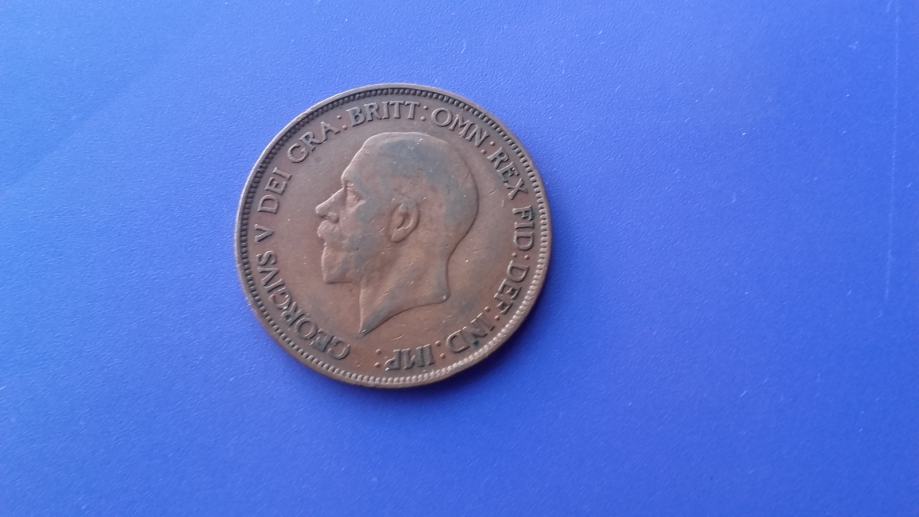 GEORGIVS V DEI GRA: BRITT: OMN: REX FID: DEF: IND: IMP: